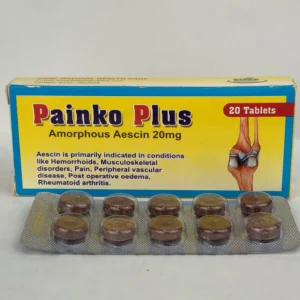 Painko Plus
20 Tablets
Amorphous Aescin 20mg
Aescin is primarily indicated in conditions
like Hemorrhoids, Musculoskeletal
disorders, Pain, Peripheral vascular
disease, Post operative oedema,
Rheumatoid arthritis.